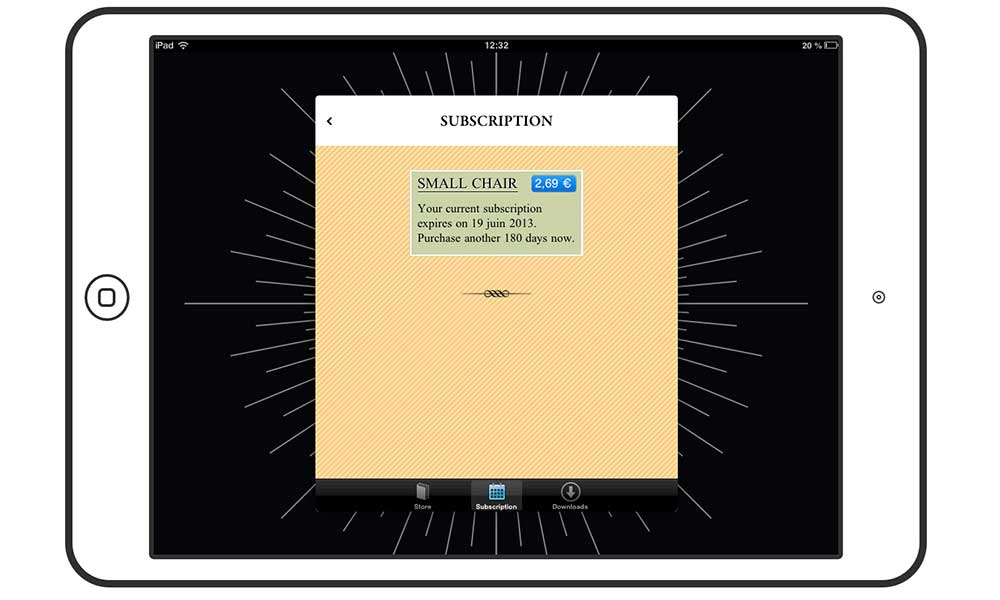 iPad 12:32 20 %
SUBSCRIPTION
SMALL CHAIR 2,69 €
Your current subscription
expires on 19 juin 2013.
Purchase another 180 days now.
Store Subscription Downloads